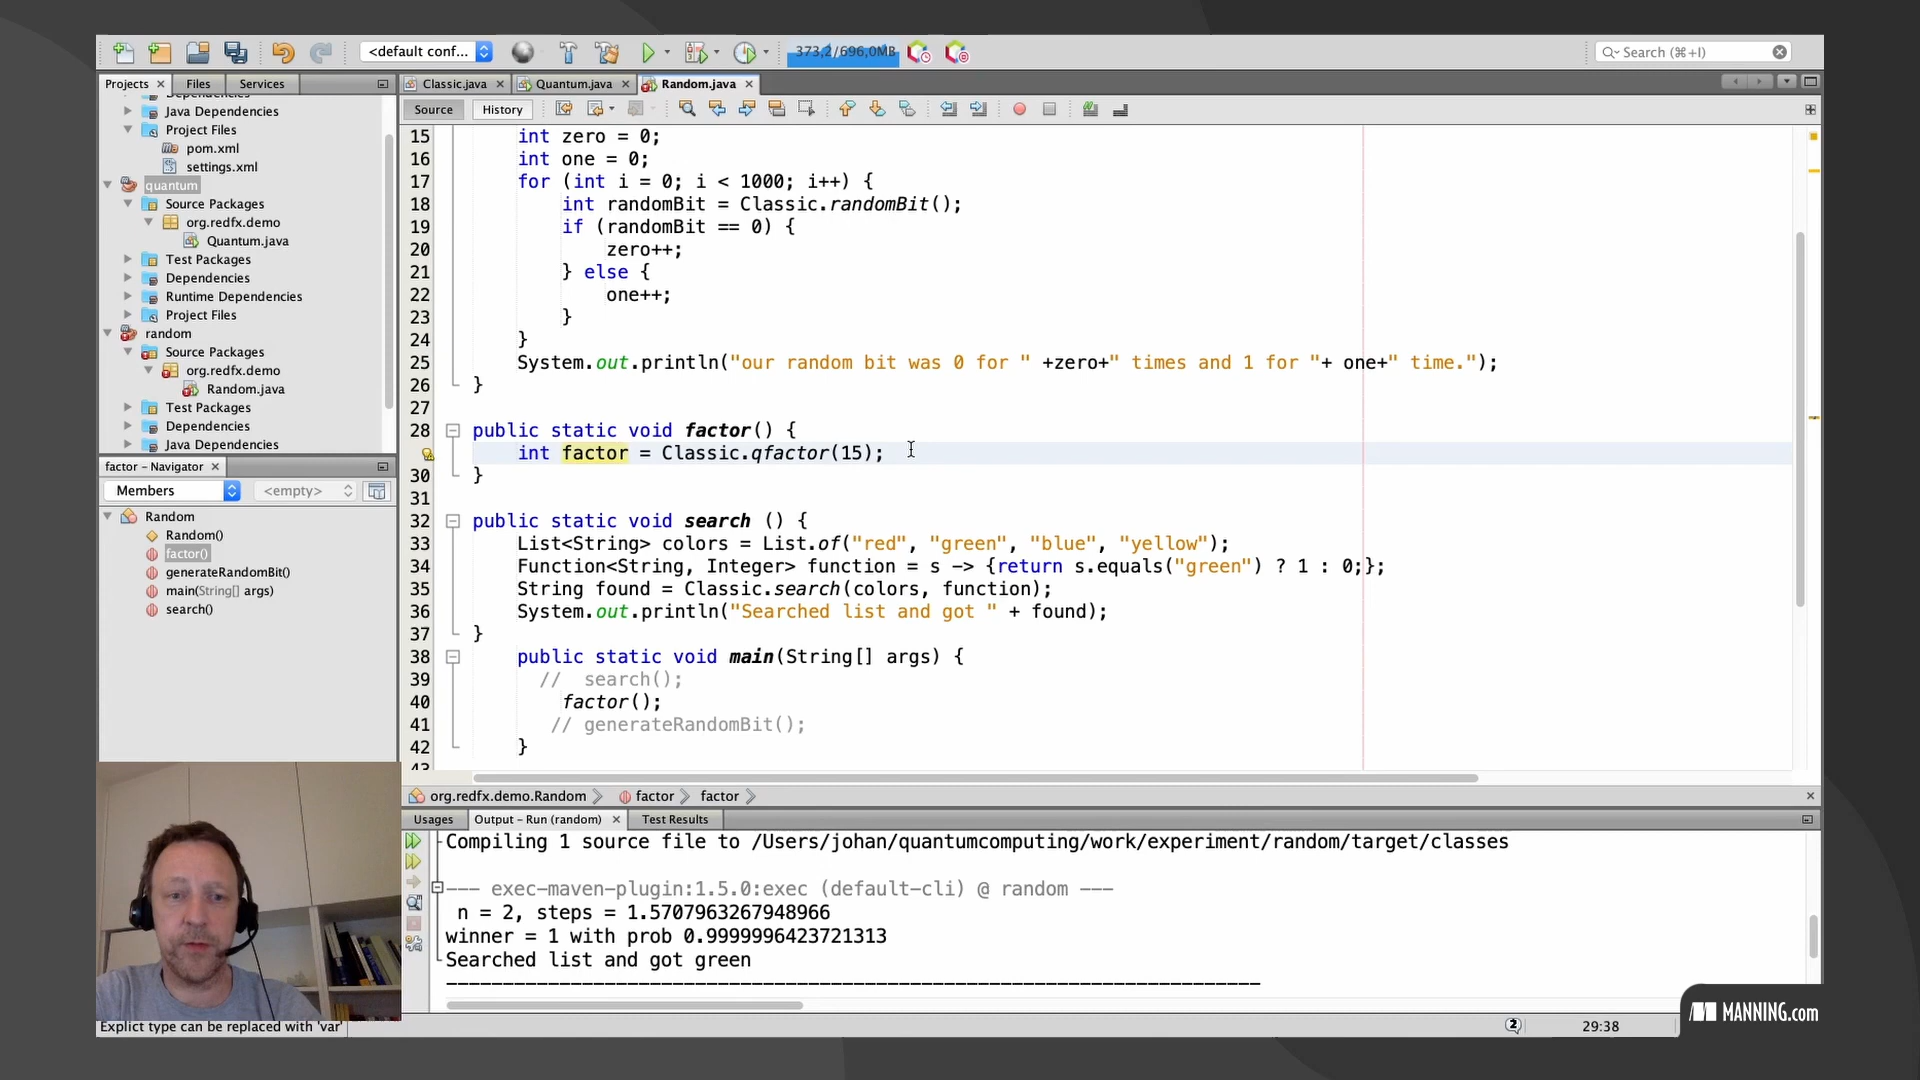 <default conf...
373,2/696,0MB
Search (⌘+I)
Projects
Files
Services
Classic.java
Quantum.java
Random.java
Source
History
Dependencies
Java Dependencies
Project Files
pom.xml
settings.xml
quantum
Source Packages
org.redfx.demo
Quantum.java
Test Packages
Dependencies
Runtime Dependencies
Project Files
random
Source Packages
org.redfx.demo
Random.java
Test Packages
Dependencies
Java Dependencies
factor - Navigator
Members
<empty>
Random
Random()
factor()
generateRandomBit()
main(String[] args)
search()
15 int zero = 0;
16 int one = 0;
17 for (int i = 0; i < 1000; i++) {
18 int randomBit = Classic.randomBit();
19 if (randomBit == 0) {
20 zero++;
21 } else {
22 one++;
23 }
24 }
25 System.out.println("our random bit was 0 for " +zero+" times and 1 for "+ one+" time.");
26 }
27
28 public static void factor() {
int factor = Classic.qfactor(15);
30 }
31
32 public static void search () {
33 List<String> colors = List.of("red", "green", "blue", "yellow");
34 Function<String, Integer> function = s -> {return s.equals("green") ? 1 : 0;};
35 String found = Classic.search(colors, function);
36 System.out.println("Searched list and got " + found);
37 }
38 public static void main(String[] args) {
39 // search();
40 factor();
41 // generateRandomBit();
42 }
43
org.redfx.demo.Random
factor
factor
Usages
Output - Run (random)
Test Results
Compiling 1 source file to /Users/johan/quantumcomputing/work/experiment/random/target/classes
--- exec-maven-plugin:1.5.0:exec (default-cli) @ random ---
n = 2, steps = 1.5707963267948966
winner = 1 with prob 0.9999996423721313
Searched list and got green
------------------------------------------------------------------------
Explict type can be replaced with 'var'
2
29:38
MANNING.com